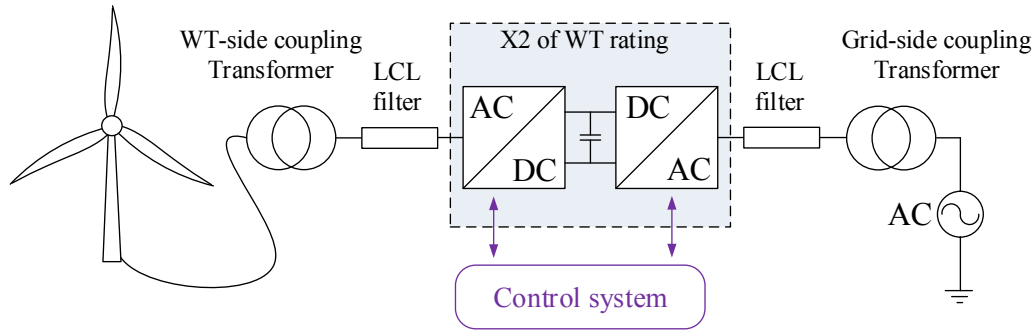 WT-side coupling
Transformer
LCL
filter
X2 of WT rating
AC
DC
DC
AC
LCL
filter
Grid-side coupling
Transformer
AC
Control system